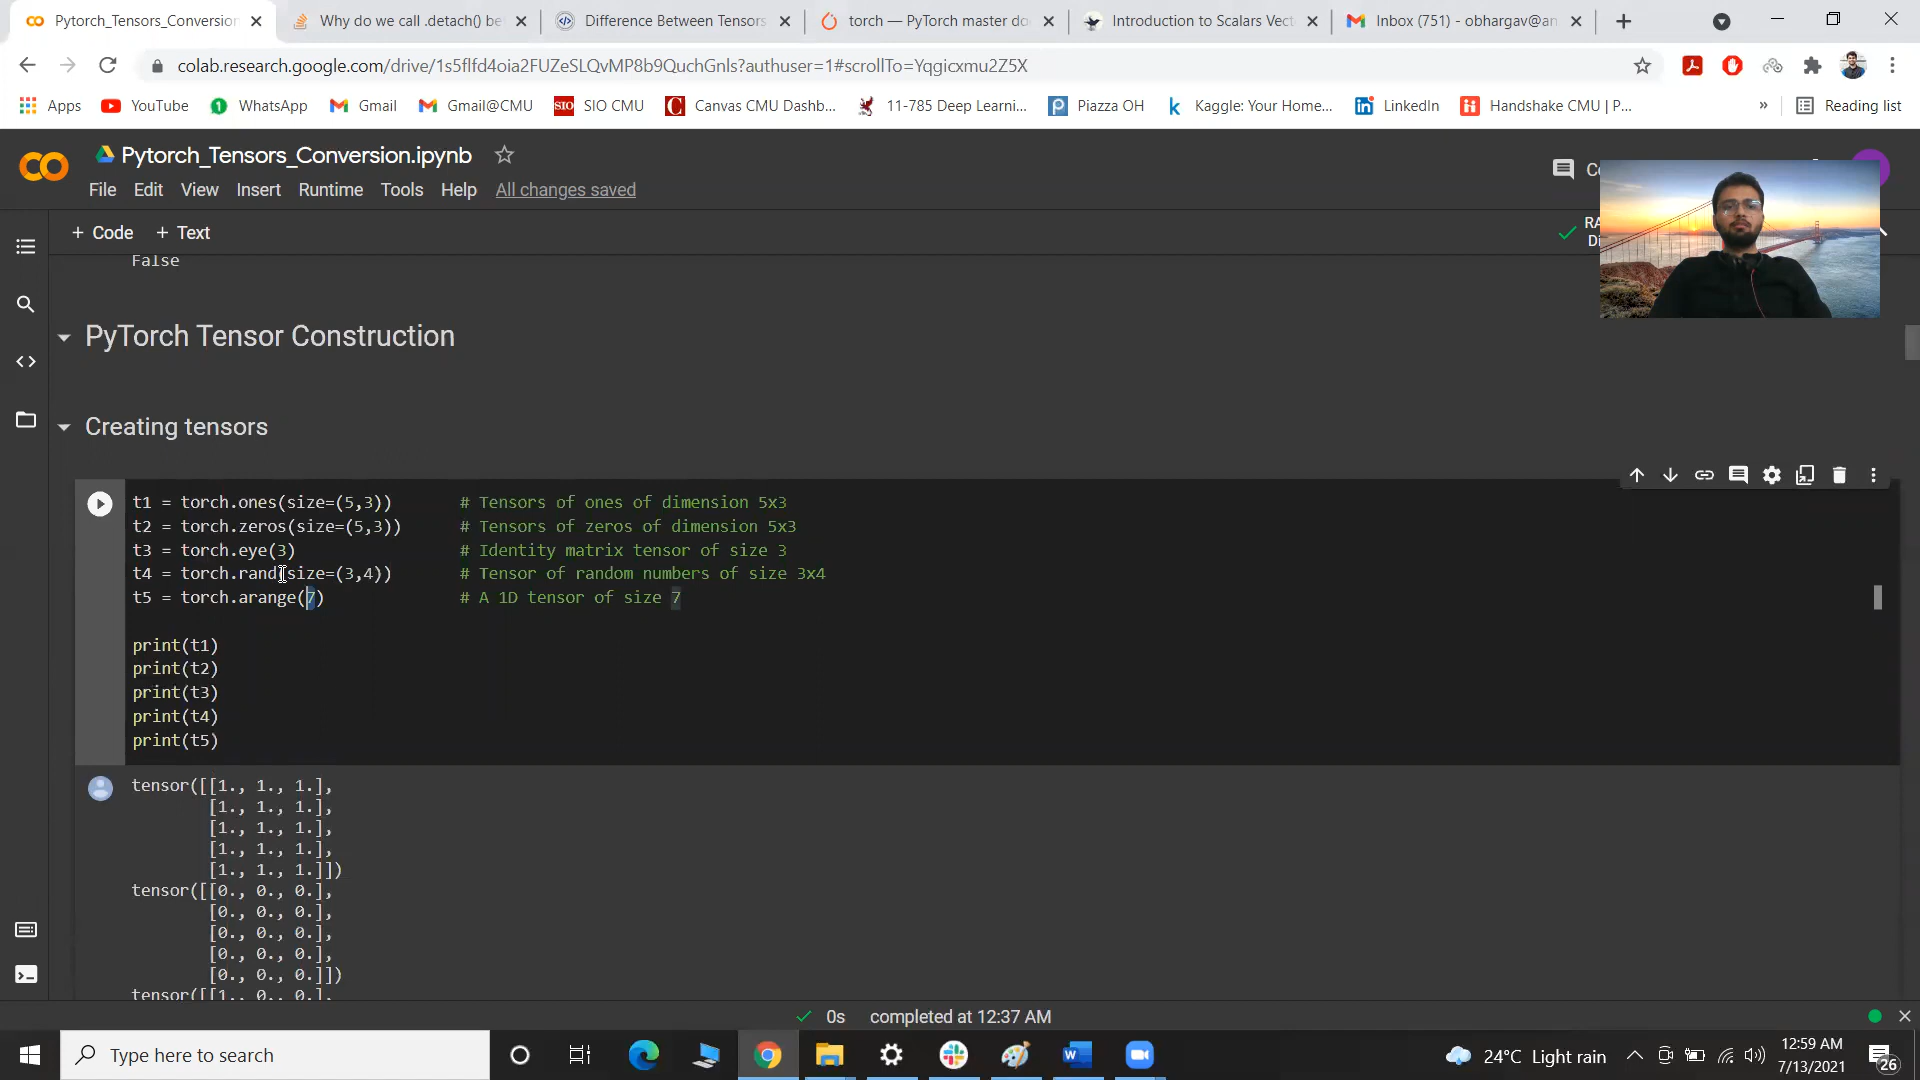 Pytorch_Tensors_Conversion
Why do we call .detach() be
Difference Between Tensors
torch — PyTorch master do
Introduction to Scalars Vect
Inbox (751) - obhargav@an
colab.research.google.com/drive/1s5flfd4oia2FUZeSLQvMP8b9QuchGnls?authuser=1#scrollTo=Yqgicxmu2Z5X
Apps
YouTube
WhatsApp
Gmail
Gmail@CMU
SIO CMU
Canvas CMU Dashb...
11-785 Deep Learni...
Piazza OH
Kaggle: Your Home...
LinkedIn
Handshake CMU | P...
»
Reading list
Pytorch_Tensors_Conversion.ipynb
File Edit View Insert Runtime Tools Help All changes saved
Co
+ Code + Text
RA
Di
False
PyTorch Tensor Construction
Creating tensors
t1 = torch.ones(size=(5,3)) # Tensors of ones of dimension 5x3
t2 = torch.zeros(size=(5,3)) # Tensors of zeros of dimension 5x3
t3 = torch.eye(3) # Identity matrix tensor of size 3
t4 = torch.rand(size=(3,4)) # Tensor of random numbers of size 3x4
t5 = torch.arange(7) # A 1D tensor of size 7
print(t1)
print(t2)
print(t3)
print(t4)
print(t5)
tensor([[1., 1., 1.],
[1., 1., 1.],
[1., 1., 1.],
[1., 1., 1.],
[1., 1., 1.]])
tensor([[0., 0., 0.],
[0., 0., 0.],
[0., 0., 0.],
[0., 0., 0.],
[0., 0., 0.]])
tensor([[1., 0., 0.],
0s completed at 12:37 AM
Type here to search
24°C Light rain
12:59 AM
7/13/2021
26